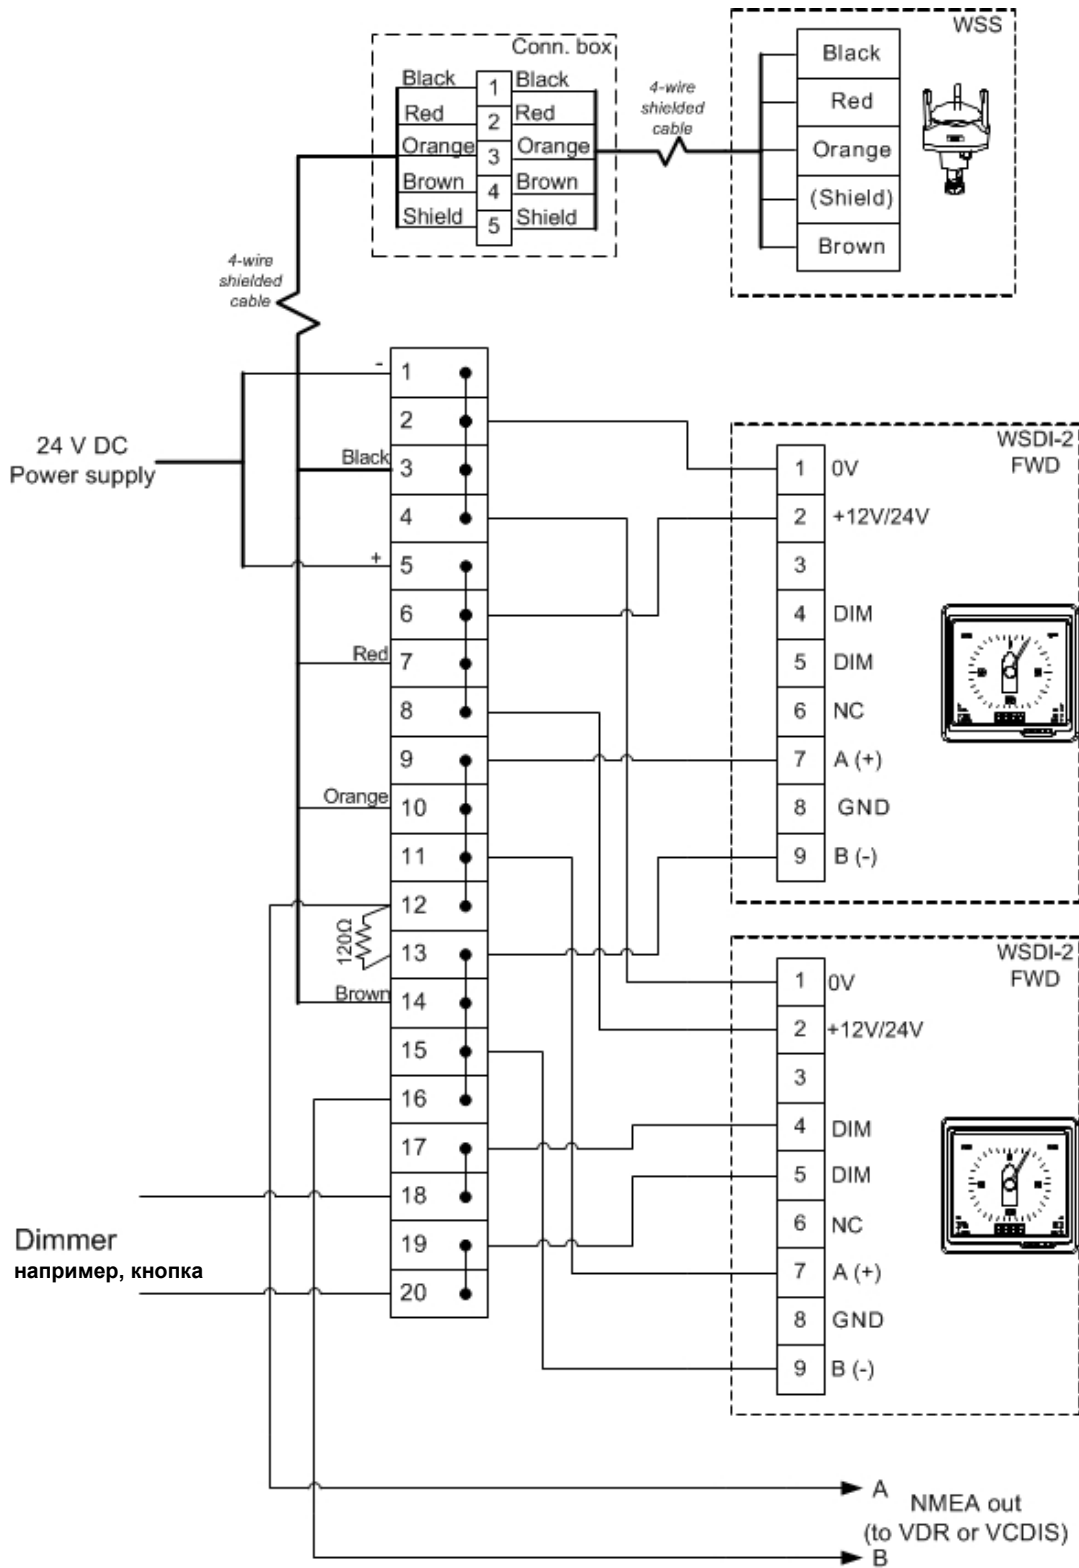 WSS
Conn. box
Black
1
Black
Red
2
Red
Orange
3
Orange
Brown
4
Brown
Shield
5
Shield
4-wire
shielded
cable
Black
Red
Orange
(Shield)
Brown
4-wire
shielded
cable
24 V DC
Power supply
-
+
Black
Red
Orange
120Ω
Brown
1
2
3
4
5
6
7
8
9
10
11
12
13
14
15
16
17
18
19
20
Dimmer
например, кнопка
WSDI-2
FWD
1 0V
2 +12V/24V
3
4 DIM
5 DIM
6 NC
7 A (+)
8 GND
9 B (-)
WSDI-2
FWD
1 0V
2 +12V/24V
3
4 DIM
5 DIM
6 NC
7 A (+)
8 GND
9 B (-)
A
NMEA out
(to VDR or VCDIS)
B